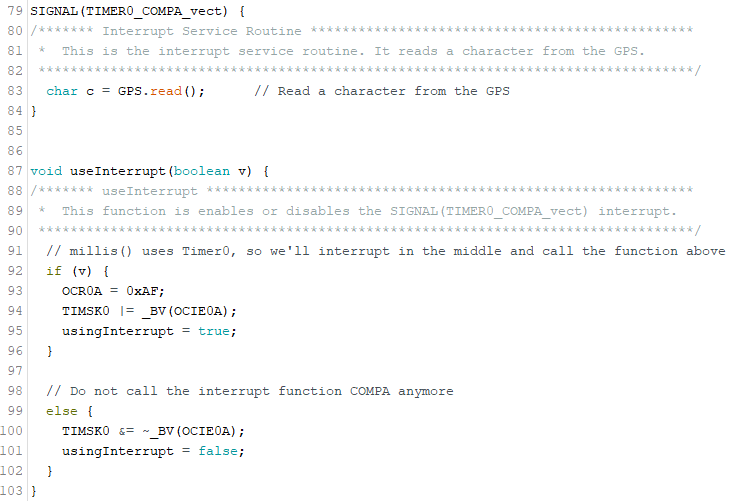 79 SIGNAL(TIMER0_COMPA_vect) {
80 /******* Interrupt Service Routine ************************************************
81  *  This is the interrupt service routine. It reads a character from the GPS.
82  **********************************************************************************/
83   char c = GPS.read();      // Read a character from the GPS
84 }
85
86
87 void useInterrupt(boolean v) {
88 /******* useInterrupt *************************************************************
89  *  This function is enables or disables the SIGNAL(TIMER0_COMPA_vect) interrupt.
90  **********************************************************************************/
91   // millis() uses Timer0, so we'll interrupt in the middle and call the function above
92   if (v) {
93     OCR0A = 0xAF;
94     TIMSK0 |= _BV(OCIE0A);
95     usingInterrupt = true;
96   }
97
98   // Do not call the interrupt function COMPA anymore
99   else {
100     TIMSK0 &= ~_BV(OCIE0A);
101     usingInterrupt = false;
102   }
103 }